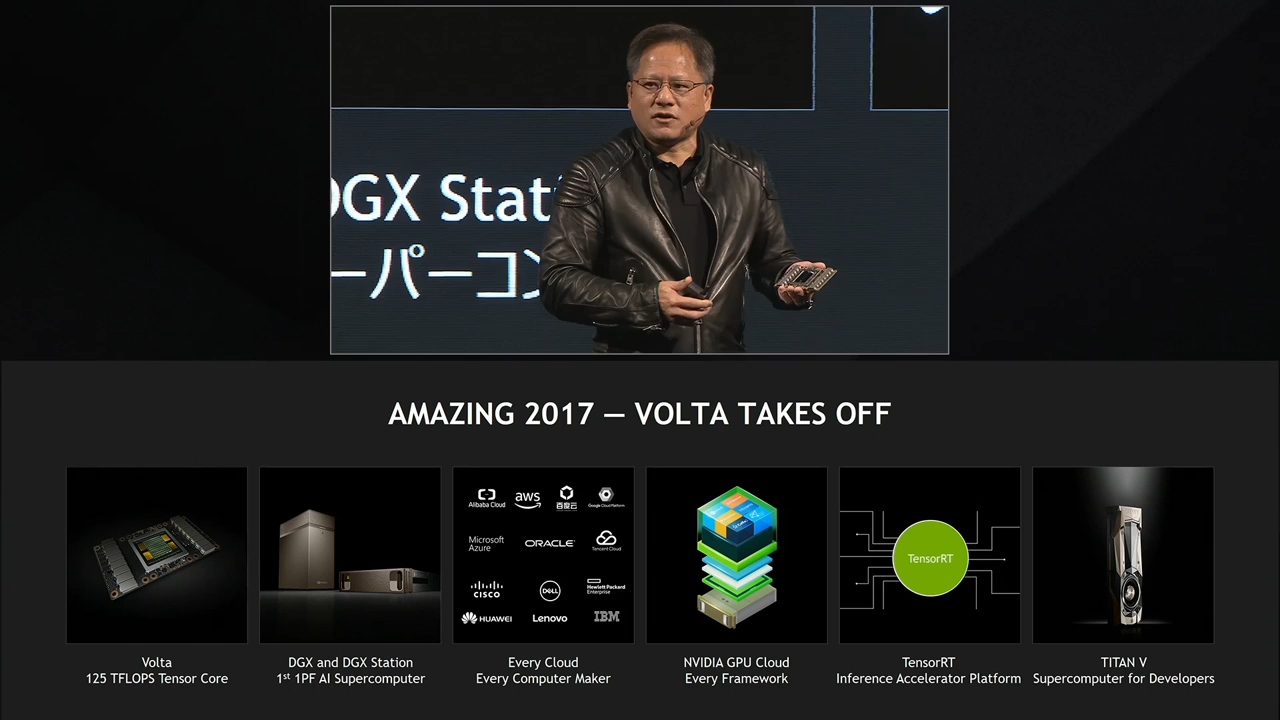 DGX Stati
ーパーコン
AMAZING 2017 — VOLTA TAKES OFF
Alibaba Cloud
aws
百度云
Google Cloud Platform
Microsoft
Azure
ORACLE
Tencent Cloud
CISCO
DELL
Hewlett Packard
Enterprise
HUAWEI
Lenovo
IBM
TensorRT
Volta
125 TFLOPS Tensor Core
DGX and DGX Station
1st 1PF AI Supercomputer
Every Cloud
Every Computer Maker
NVIDIA GPU Cloud
Every Framework
TensorRT
Inference Accelerator Platform
TITAN V
Supercomputer for Developers